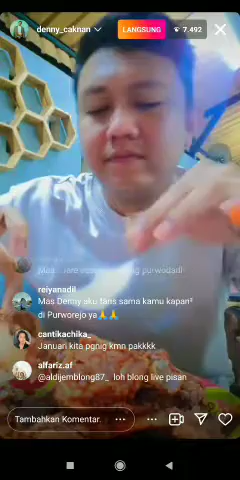 denny_caknan
LANGSUNG
7.492
purwadadi
reiyanadil
Mas Denny aku fans sama kamu kapan²
di Purworejo ya🙏🙏
cantikachika_
Januari kita pgnig kmn pakkkk
alfariz.af
@aldijemblong87_ loh blong live pisan
Tambahkan Komentar